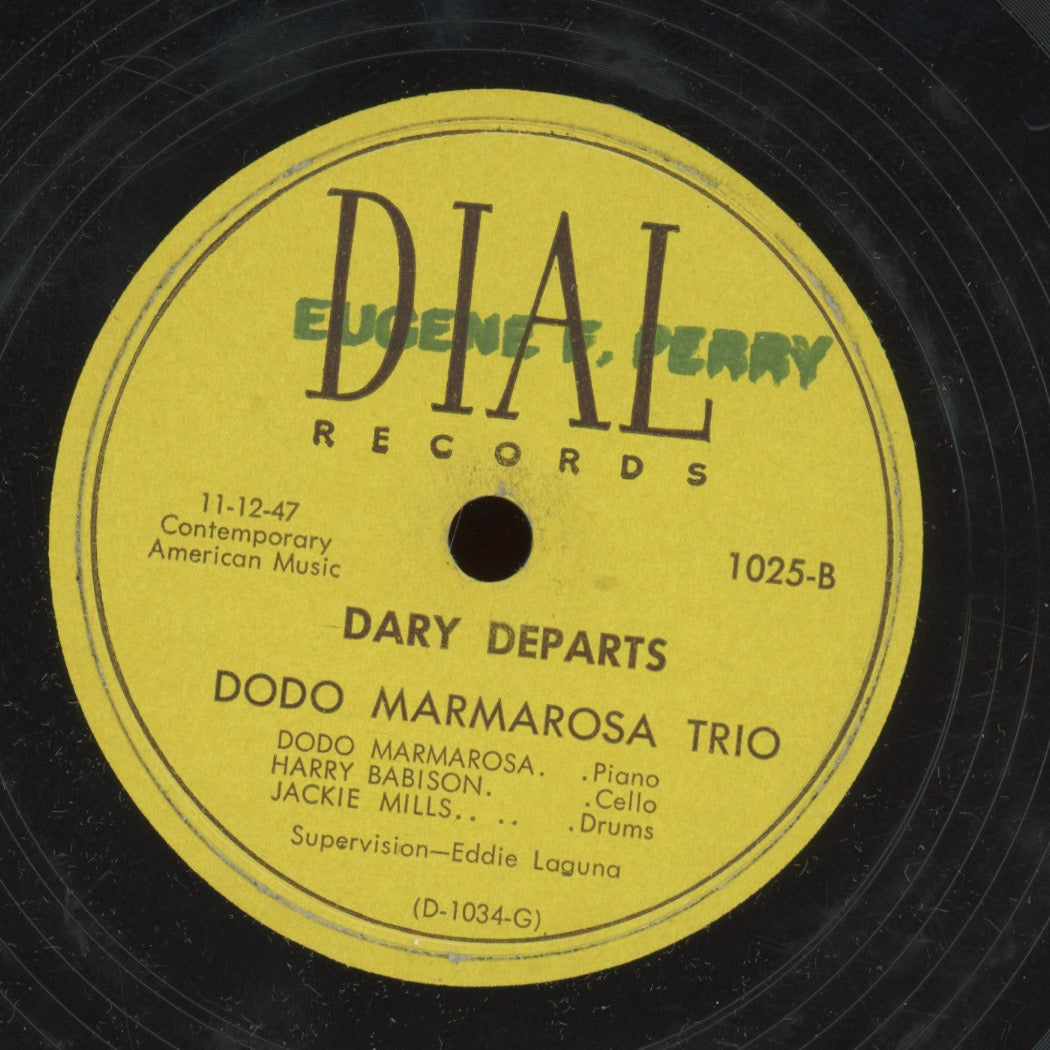 DIAL
EUGENE F. PERRY
RECORDS
11-12-47
Contemporary
American Music
1025-B
DARY DEPARTS
DODO MARMAROSA TRIO
DODO MARMAROSA. .Piano
HARRY BABISON. .Cello
JACKIE MILLS.. .. .Drums
Supervision—Eddie Laguna
(D-1034-G)